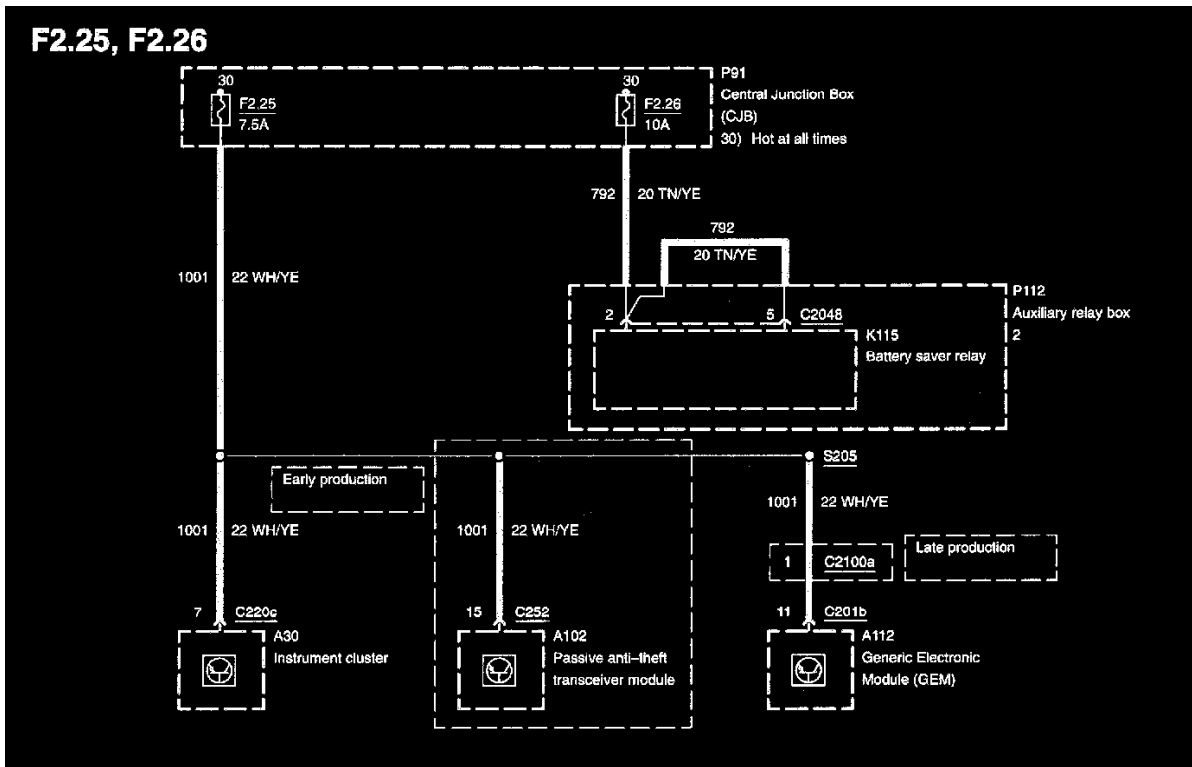 F2.25, F2.26
30
F2.25
7.5A
30
F2.26
10A
P91
Central Junction Box
(CJB)
30) Hot at all times
792 20 TN/YE
792
20 TN/YE
1001 22 WH/YE
2
5 C2048
P112
Auxiliary relay box
2
K115
Battery saver relay
S205
Early production
1001 22 WH/YE
1001 22 WH/YE
1001 22 WH/YE
1 C2100a
Late production
7 C220c
15 C252
11 C201b
A30
Instrument cluster
A102
Passive anti-theft
transceiver module
A112
Generic Electronic
Module (GEM)